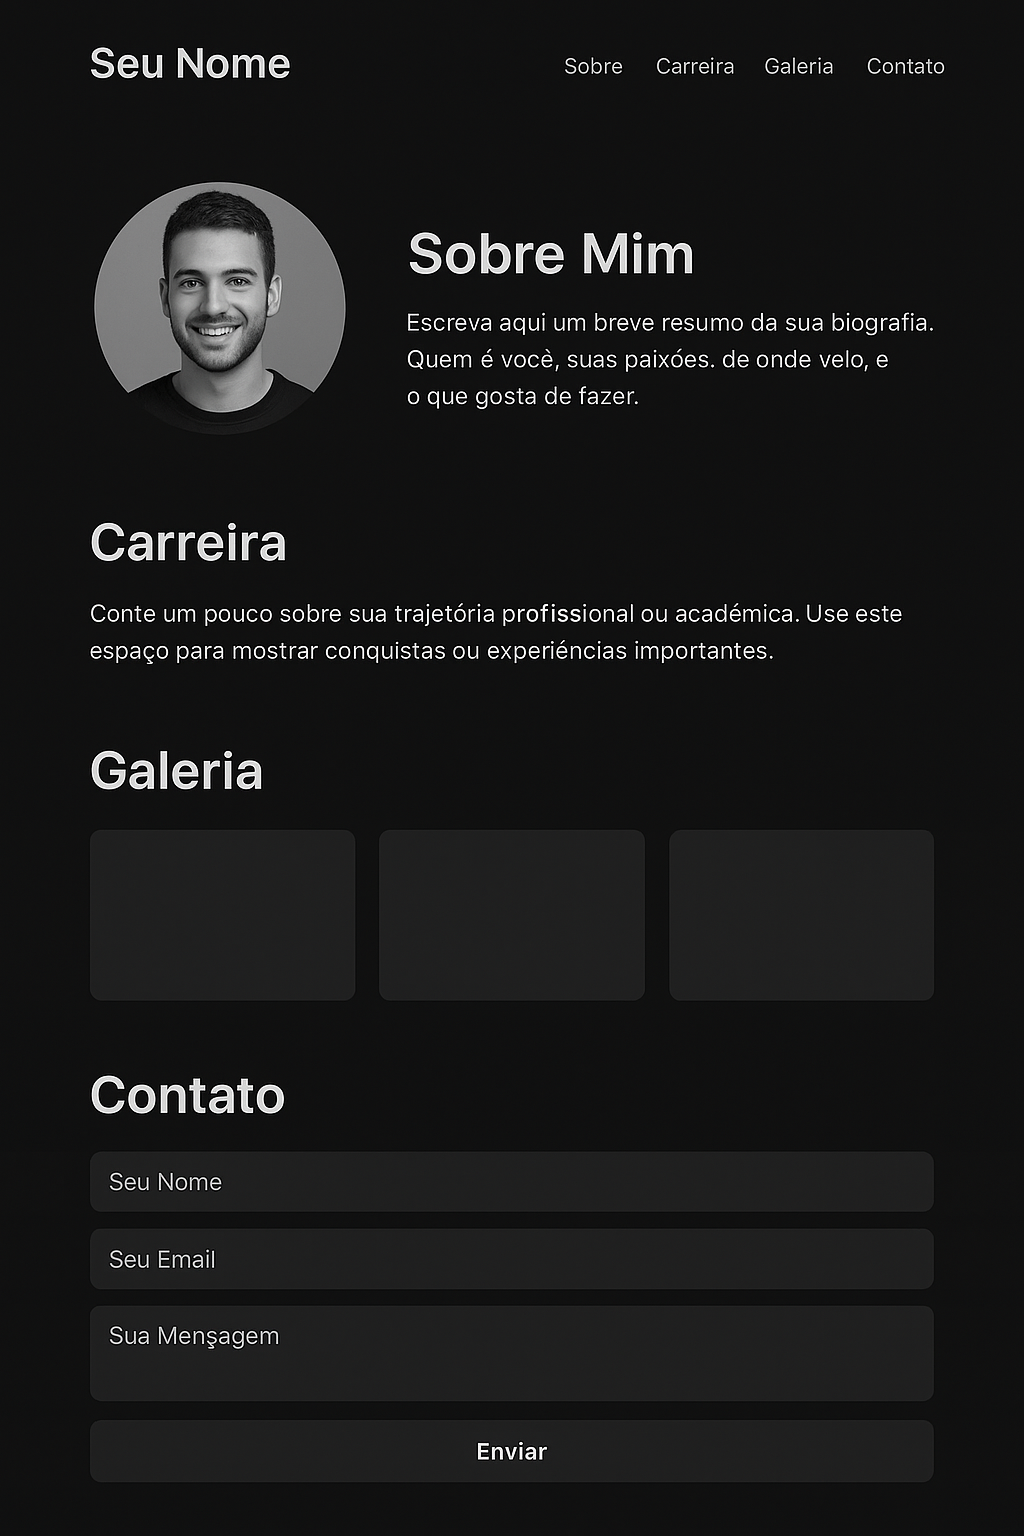 Seu Nome
Sobre Carreira Galeria Contato
Sobre Mim
Escreva aqui um breve resumo da sua biografia.
Quem é vocè, suas paixóes. de onde velo, e
o que gosta de fazer.
Carreira
Conte um pouco sobre sua trajetória profissional ou académica. Use este
espaço para mostrar conquistas ou experiéncias importantes.
Galeria
Contato
Seu Nome
Seu Email
Sua Menşagem
Enviar